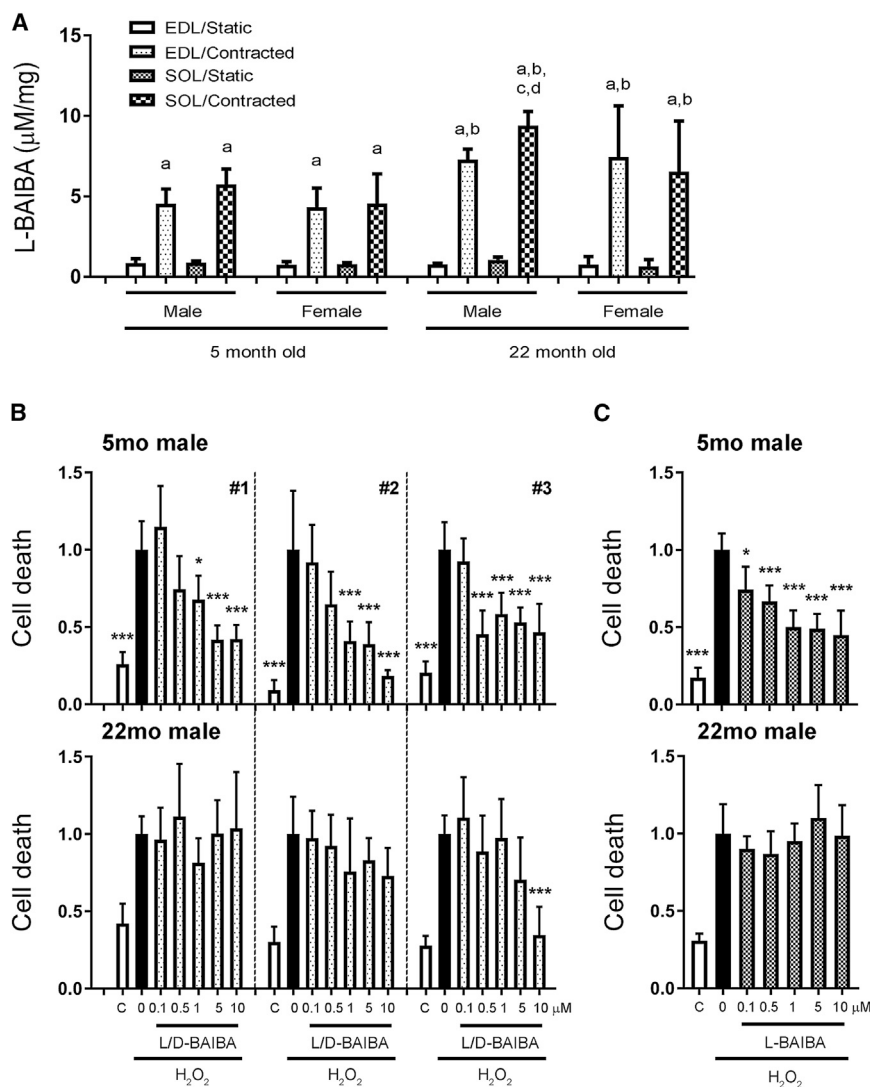 A
EDL/Static
EDL/Contracted
SOL/Static
SOL/Contracted
L-BAIBA (μM/mg)
15
10
5
0
a
a
a
a
a,b
a,b,
c,d
a,b
a,b
Male
Female
Male
Female
5 month old
22 month old
B
5mo male
Cell death
1.5
1.0
0.5
0.0
#1
#2
#3
***
*
***
***
***
***
***
***
***
***
***
***
***
22mo male
Cell death
1.5
1.0
0.5
0.0
***
C 0 0.1 0.5 1 5 10
C 0 0.1 0.5 1 5 10
C 0 0.1 0.5 1 5 10 μM
L/D-BAIBA
L/D-BAIBA
L/D-BAIBA
H₂O₂
H₂O₂
H₂O₂
C
5mo male
Cell death
1.5
1.0
0.5
0.0
***
*
***
***
***
***
22mo male
Cell death
1.5
1.0
0.5
0.0
C 0 0.1 0.5 1 5 10 μM
L-BAIBA
H₂O₂